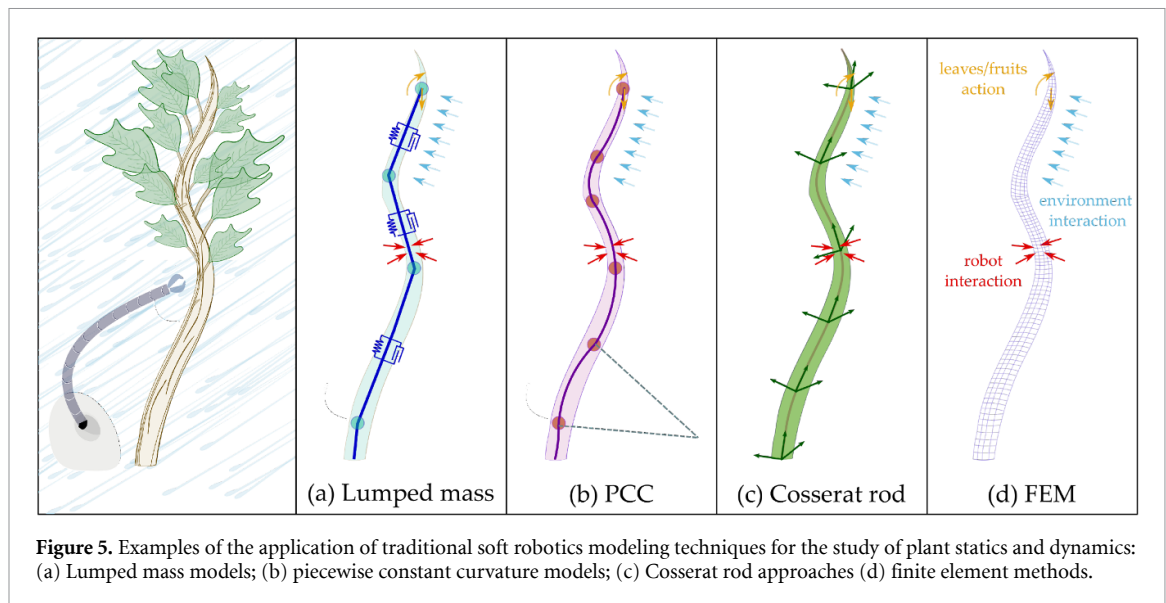 leaves/fruits
action
environment
interaction
robot
interaction
(a) Lumped mass
(b) PCC
(c) Cosserat rod
(d) FEM
Figure 5. Examples of the application of traditional soft robotics modeling techniques for the study of plant statics and dynamics:
(a) Lumped mass models; (b) piecewise constant curvature models; (c) Cosserat rod approaches (d) finite element methods.